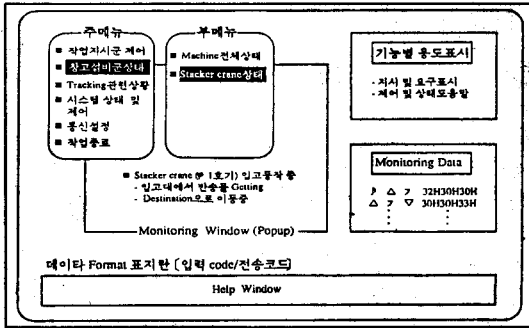 주메뉴
■ 작업지시군 제어
■ 창고설비군상태
■ Tracking관련상황
■ 시스템 상태 및
제어
■ 통신설정
■ 작업종료
부메뉴
■ Machine전체상태
■ Stacker crane상태
기능별 용도표시
- 지시 및 요구표시
- 제어 및 상태도움말
■ Stacker crane (# 1호기) 입고동작중
- 입고대에서 반송물 Getting
- Destination으로 이동중
Monitoring Window (Popup)
Monitoring Data
32H30H30H
30H30H33H
데이타 Format 표지란 [입력 code/전송코드]
Help Window